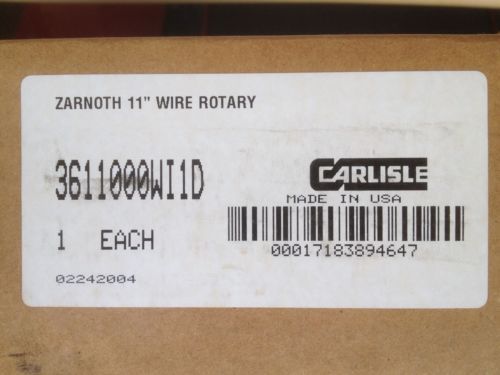 ZARNOTH 11" WIRE ROTARY
3611000WI1D
CARLISLE
MADE IN USA
1 EACH
00017183894647
02242004